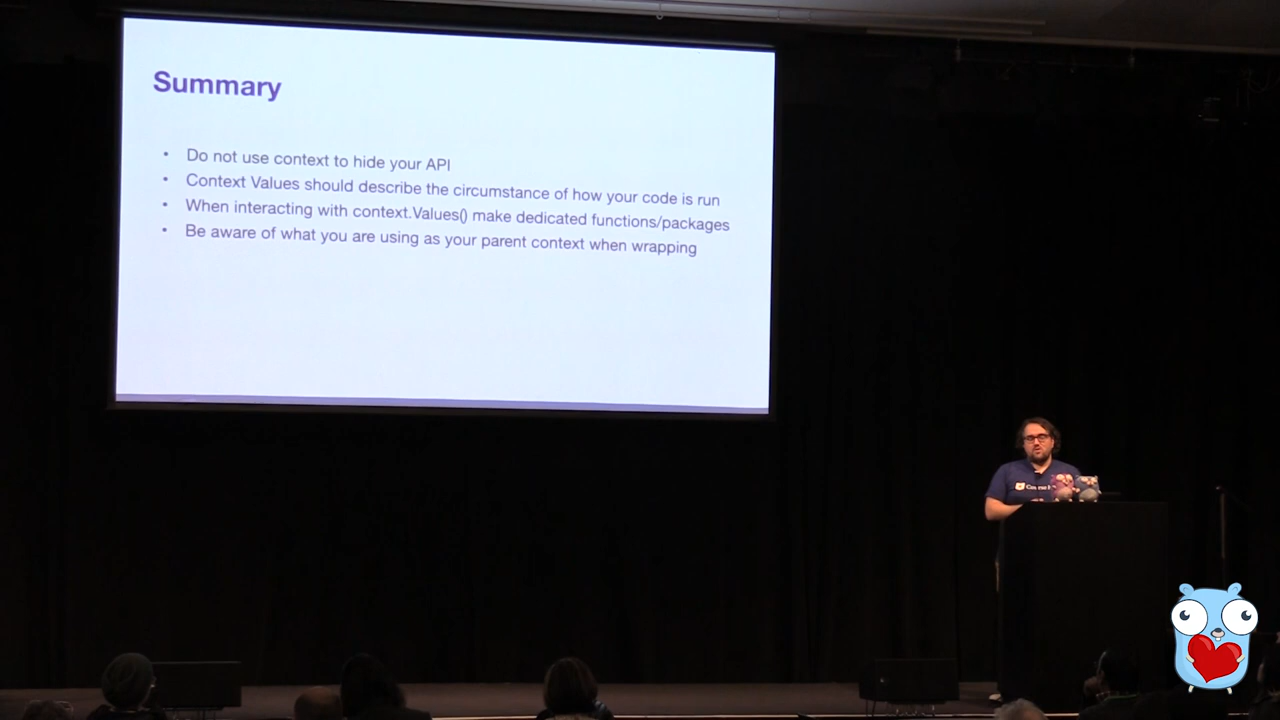 Summary
• Do not use context to hide your API
• Context Values should describe the circumstance of how your code is run
• When interacting with context.Values() make dedicated functions/packages
• Be aware of what you are using as your parent context when wrapping